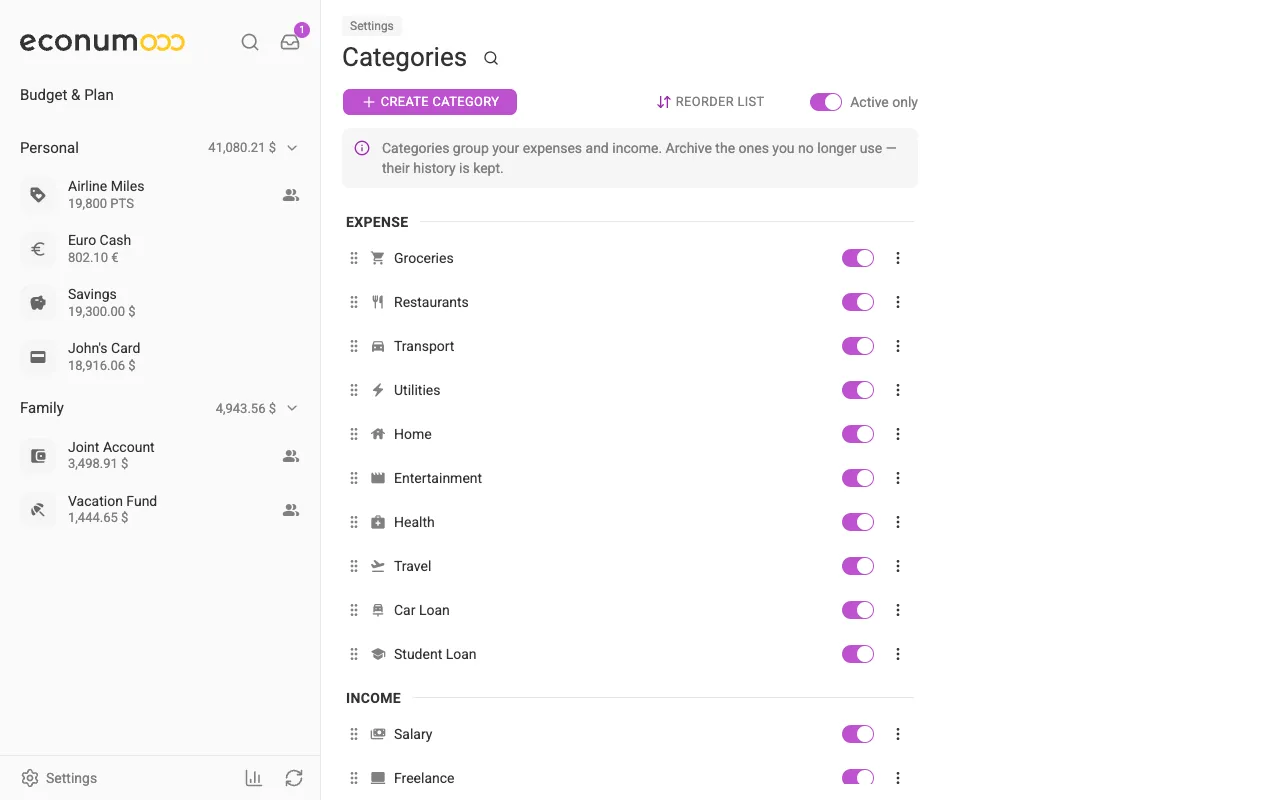 econumo
1
Budget & Plan
Personal 41,080.21 $
Airline Miles
19,800 PTS
Euro Cash
802.10 €
Savings
19,300.00 $
John's Card
18,916.06 $
Family 4,943.56 $
Joint Account
3,498.91 $
Vacation Fund
1,444.65 $
Settings
Settings
Categories
CREATE CATEGORY
REORDER LIST
Active only
Categories group your expenses and income. Archive the ones you no longer use —
their history is kept.
EXPENSE
Groceries
Restaurants
Transport
Utilities
Home
Entertainment
Health
Travel
Car Loan
Student Loan
INCOME
Salary
Freelance